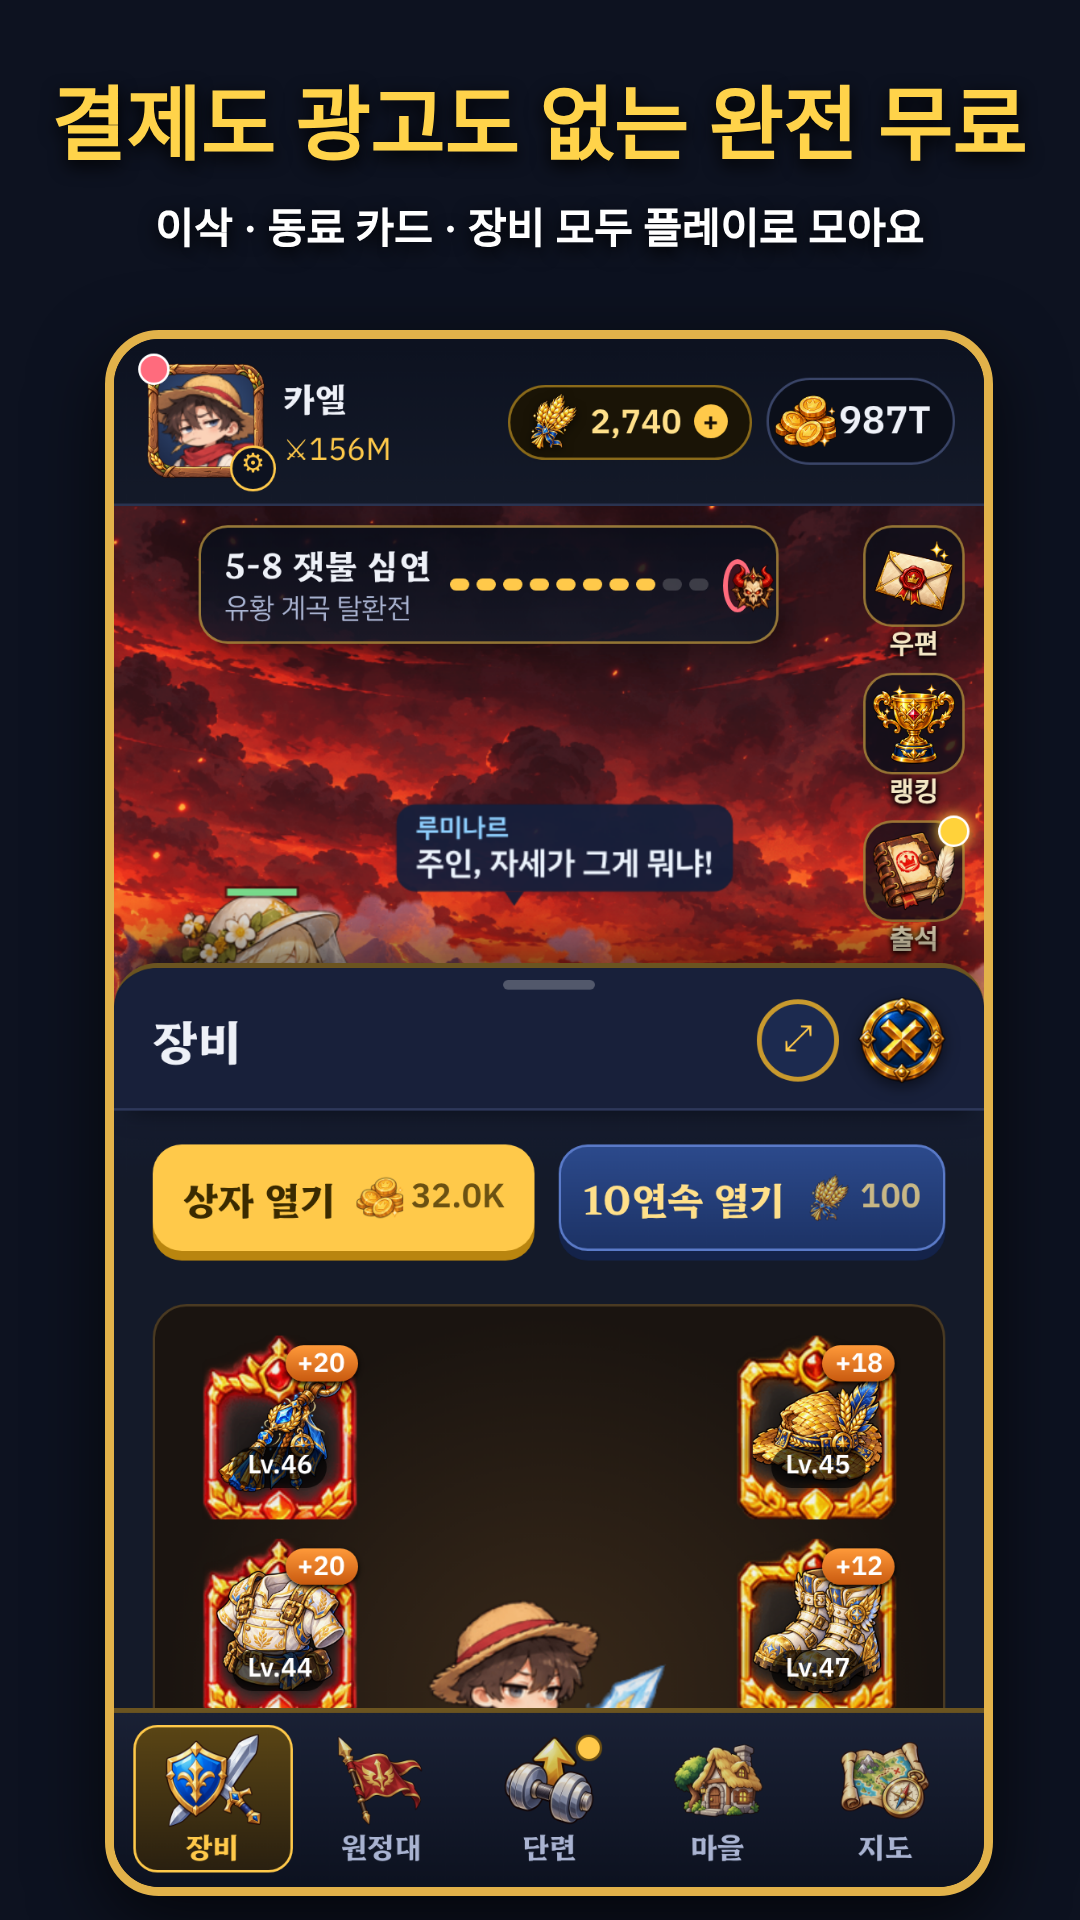 결제도 광고도 없는 완전 무료
이삭 · 동료 카드 · 장비 모두 플레이로 모아요
카엘
⚔156M
2,740 +
987T
5-8 잿불 심연
유황 계곡 탈환전
우편
랭킹
출석
루미나르
주인, 자세가 그게 뭐냐!
장비
상자 열기 32.0K
10연속 열기 100
+20
Lv.46
+18
Lv.45
+20
Lv.44
+12
Lv.47
장비
원정대
단련
마을
지도